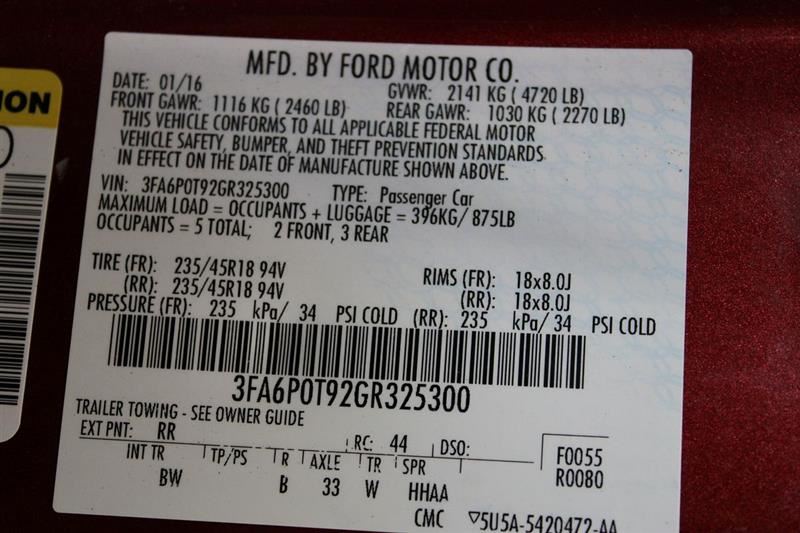 ION
MFD. BY FORD MOTOR CO.
DATE: 01/16 GVWR: 2141 KG ( 4720 LB)
FRONT GAWR: 1116 KG ( 2460 LB) REAR GAWR: 1030 KG ( 2270 LB)
THIS VEHICLE CONFORMS TO ALL APPLICABLE FEDERAL MOTOR
VEHICLE SAFETY, BUMPER, AND THEFT PREVENTION STANDARDS
IN EFFECT ON THE DATE OF MANUFACTURE SHOWN ABOVE.
VIN: 3FA6P0T92GR325300 TYPE: Passenger Car
MAXIMUM LOAD = OCCUPANTS + LUGGAGE = 396KG/ 875LB
OCCUPANTS = 5 TOTAL; 2 FRONT, 3 REAR
TIRE (FR): 235/45R18 94V RIMS (FR): 18x8.0J
(RR): 235/45R18 94V (RR): 18x8.0J
PRESSURE (FR): 235 kPa/ 34 PSI COLD (RR): 235 kPa/ 34 PSI COLD
3FA6P0T92GR325300
TRAILER TOWING - SEE OWNER GUIDE
EXT PNT: RR RC: 44 DSO: F0055
INT TR TP/PS R AXLE TR SPR R0080
BW B 33 W HHAA
CMC ▽5U5A-5420472-AA